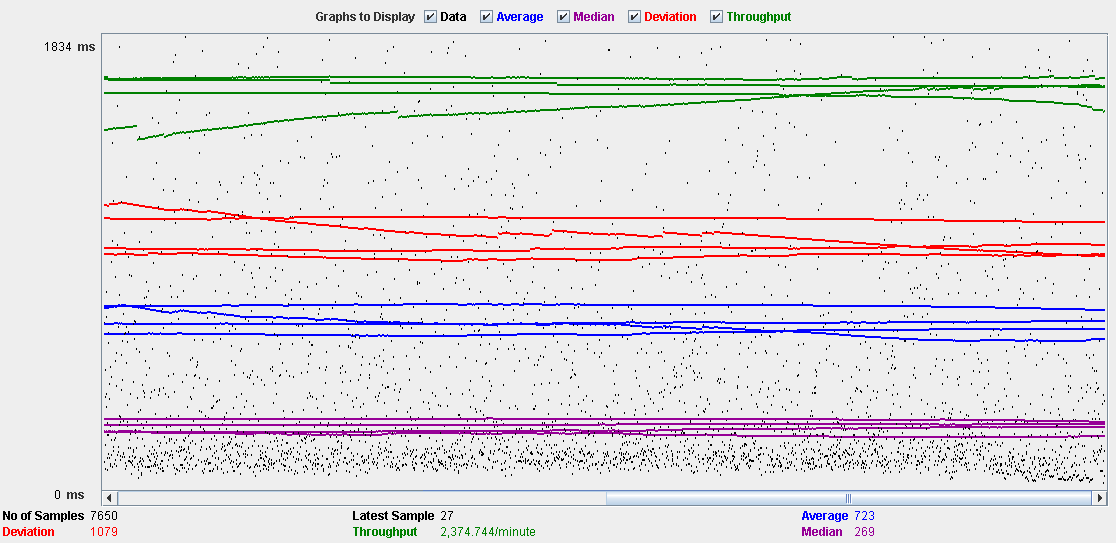 Graphs to Display Data Average Median Deviation Throughput
1834 ms
0 ms
No of Samples 7650 Latest Sample 27 Average 723
Deviation 1079 Throughput 2,374.744/minute Median 269